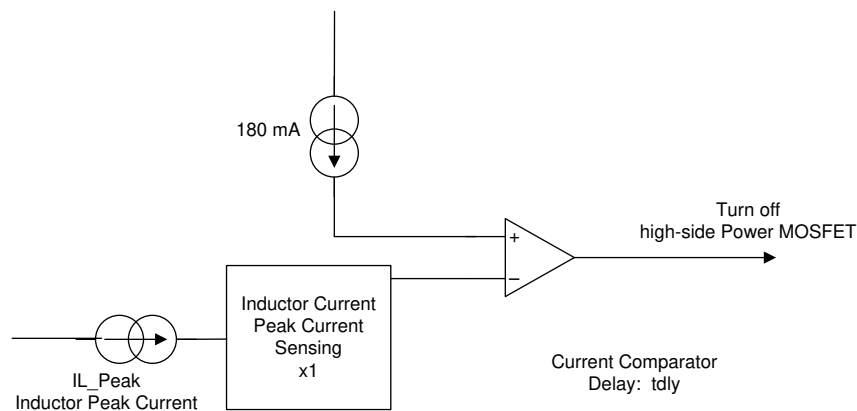 180 mA
Turn off
high-side Power MOSFET
+
–
Inductor Current
Peak Current
Sensing
x1
IL_Peak
Inductor Peak Current
Current Comparator
Delay: tdly